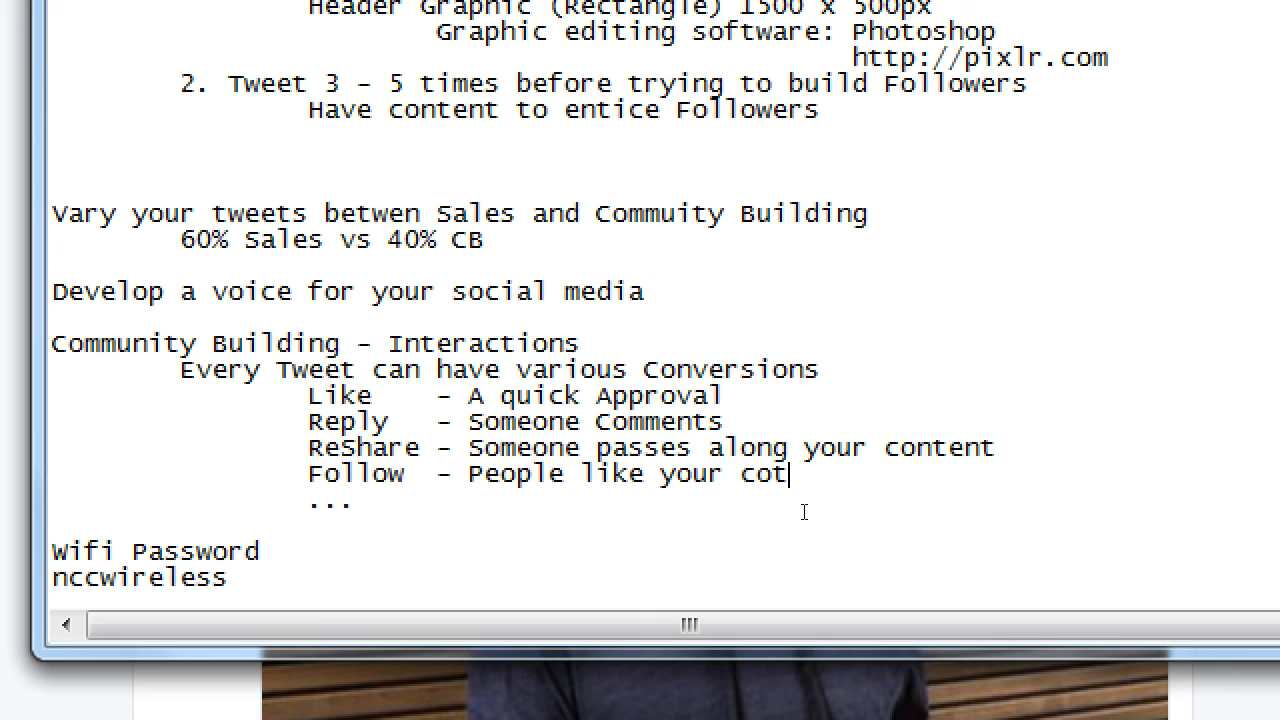 Header Graphic (Rectangle) 1500 x 500px
Graphic editing software: Photoshop
http://pixlr.com
2. Tweet 3 - 5 times before trying to build Followers
Have content to entice Followers
Vary your tweets betwen Sales and Commuity Building
60% Sales vs 40% CB
Develop a voice for your social media
Community Building - Interactions
Every Tweet can have various Conversions
Like - A quick Approval
Reply - Someone Comments
ReShare - Someone passes along your content
Follow - People like your cot
...
Wifi Password
nccwireless